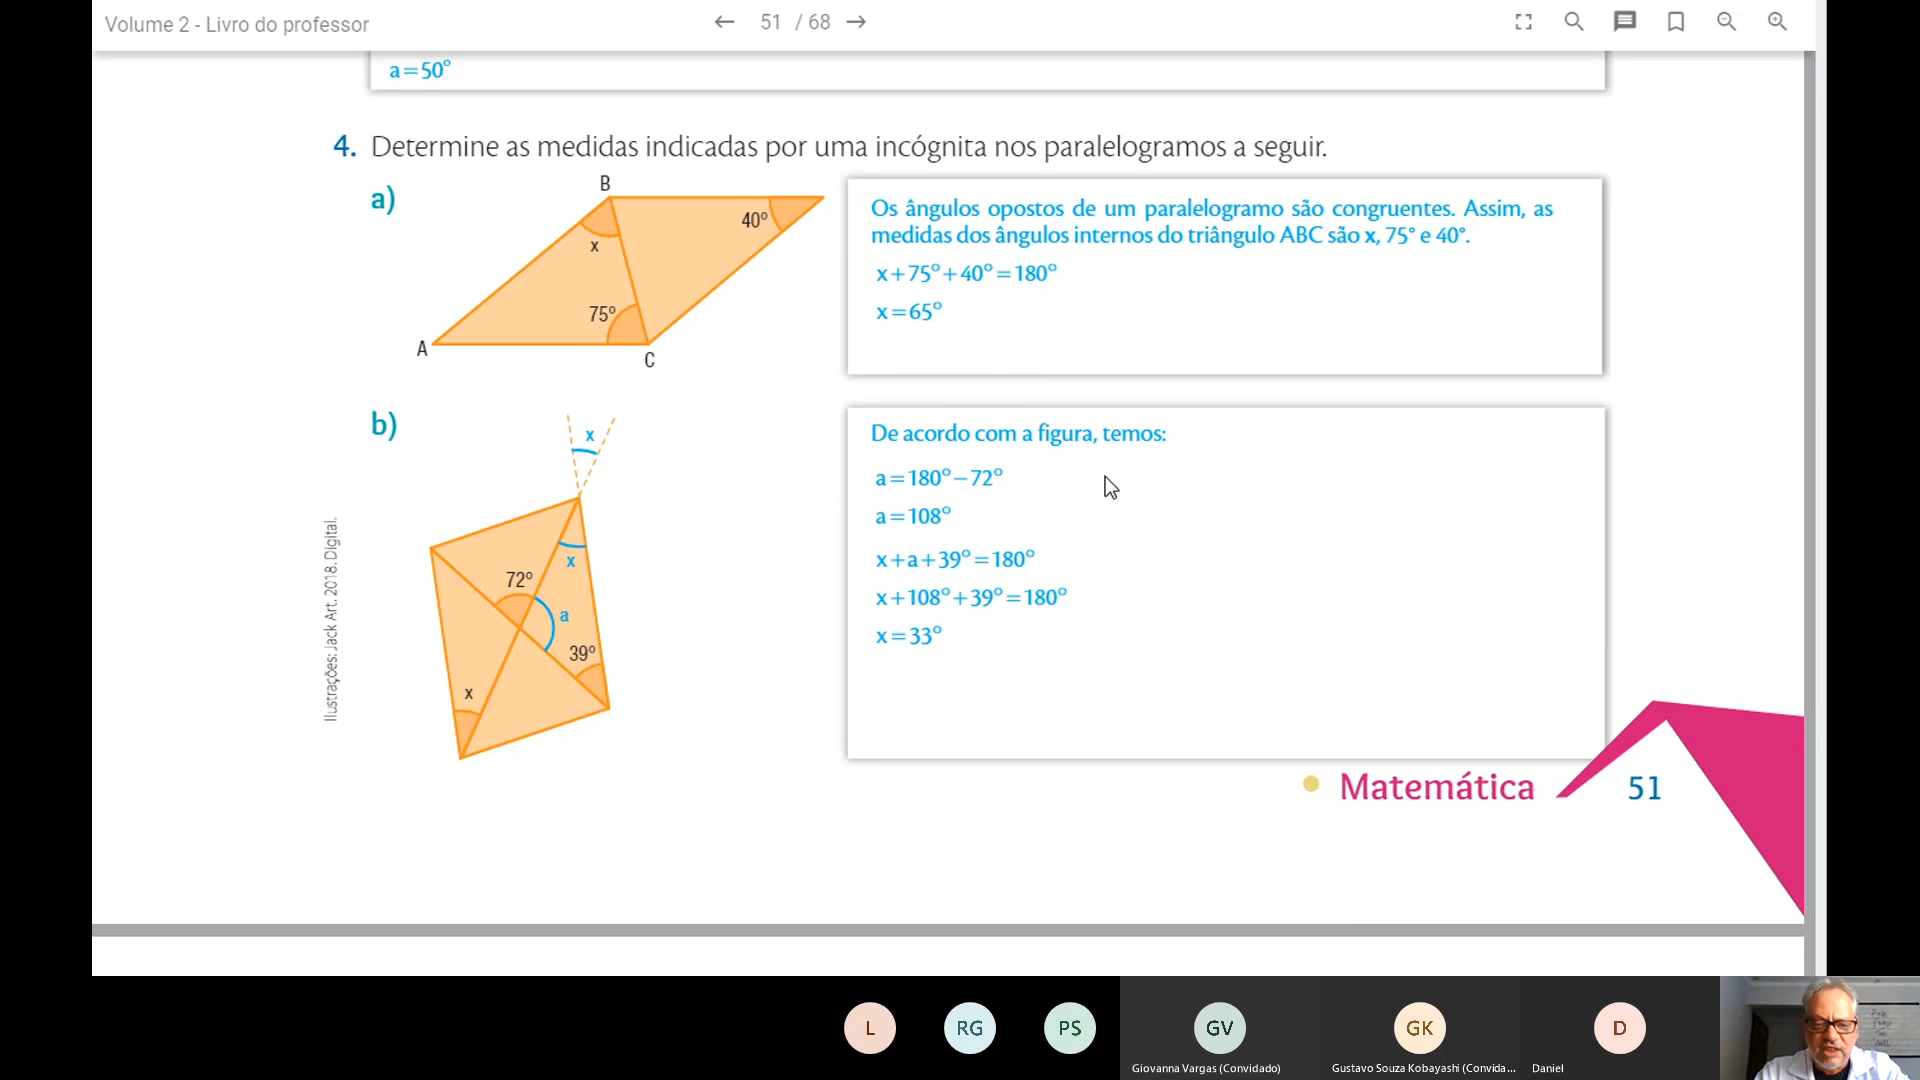 Volume 2 - Livro do professor
51 / 68
a=50°
4. Determine as medidas indicadas por uma incógnita nos paralelogramos a seguir.
a)
B
40°
x
75°
A
C
Os ângulos opostos de um paralelogramo são congruentes. Assim, as
medidas dos ângulos internos do triângulo ABC são x, 75° e 40°.
x+75°+40°=180°
x=65°
b)
x
x
72°
a
39°
x
De acordo com a figura, temos:
a=180°−72°
a=108°
x+a+39°=180°
x+108°+39°=180°
x=33°
Ilustrações: Jack Art. 2018. Digital.
Matemática 51
L
RG
PS
GV
GK
D
Giovanna Vargas (Convidado)
Gustavo Souza Kobayashi (Convida...
Daniel